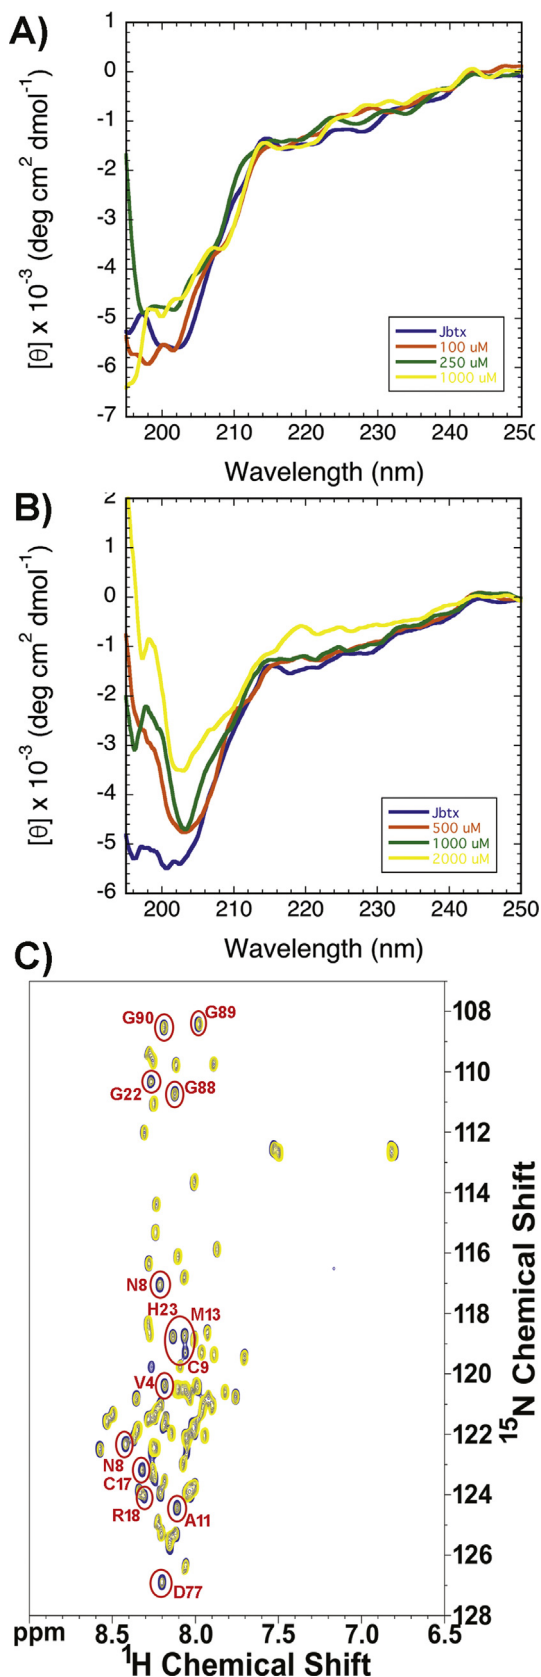 A)
1
0
-1
-2
-3
-4
-5
-6
-7
[θ] x 10⁻³ (deg cm² dmol⁻¹)
Jbtx
100 uM
250 uM
1000 uM
200 210 220 230 240 250
Wavelength (nm)
B)
2
1
0
-1
-2
-3
-4
-5
-6
[θ] x 10⁻³ (deg cm² dmol⁻¹)
Jbtx
500 uM
1000 uM
2000 uM
200 210 220 230 240 250
Wavelength (nm)
C)
G90 G89
G22 G88
N8
H23 M13
C9
V4
N8
C17
R18 A11
D77
108
110
112
114
116
118
120
122
124
126
128
¹⁵N Chemical Shift
ppm 8.5 8.0 7.5 7.0 6.5
¹H Chemical Shift